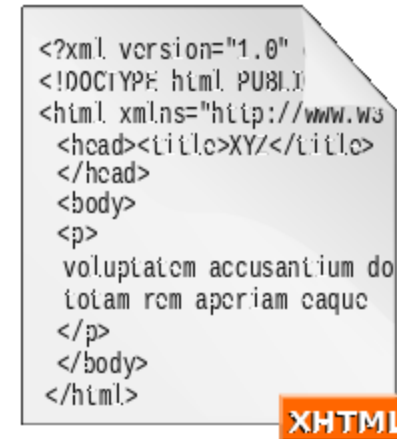 <?xml version="1.0"
<!DOCTYPE html PUBLI
<html xmlns="http://www.w3
<head><title>XYZ</title>
</head>
<body>
<p>
voluptatem accusantium do
totam rem aperiam eaque
</p>
</body>
</html>
XHTML